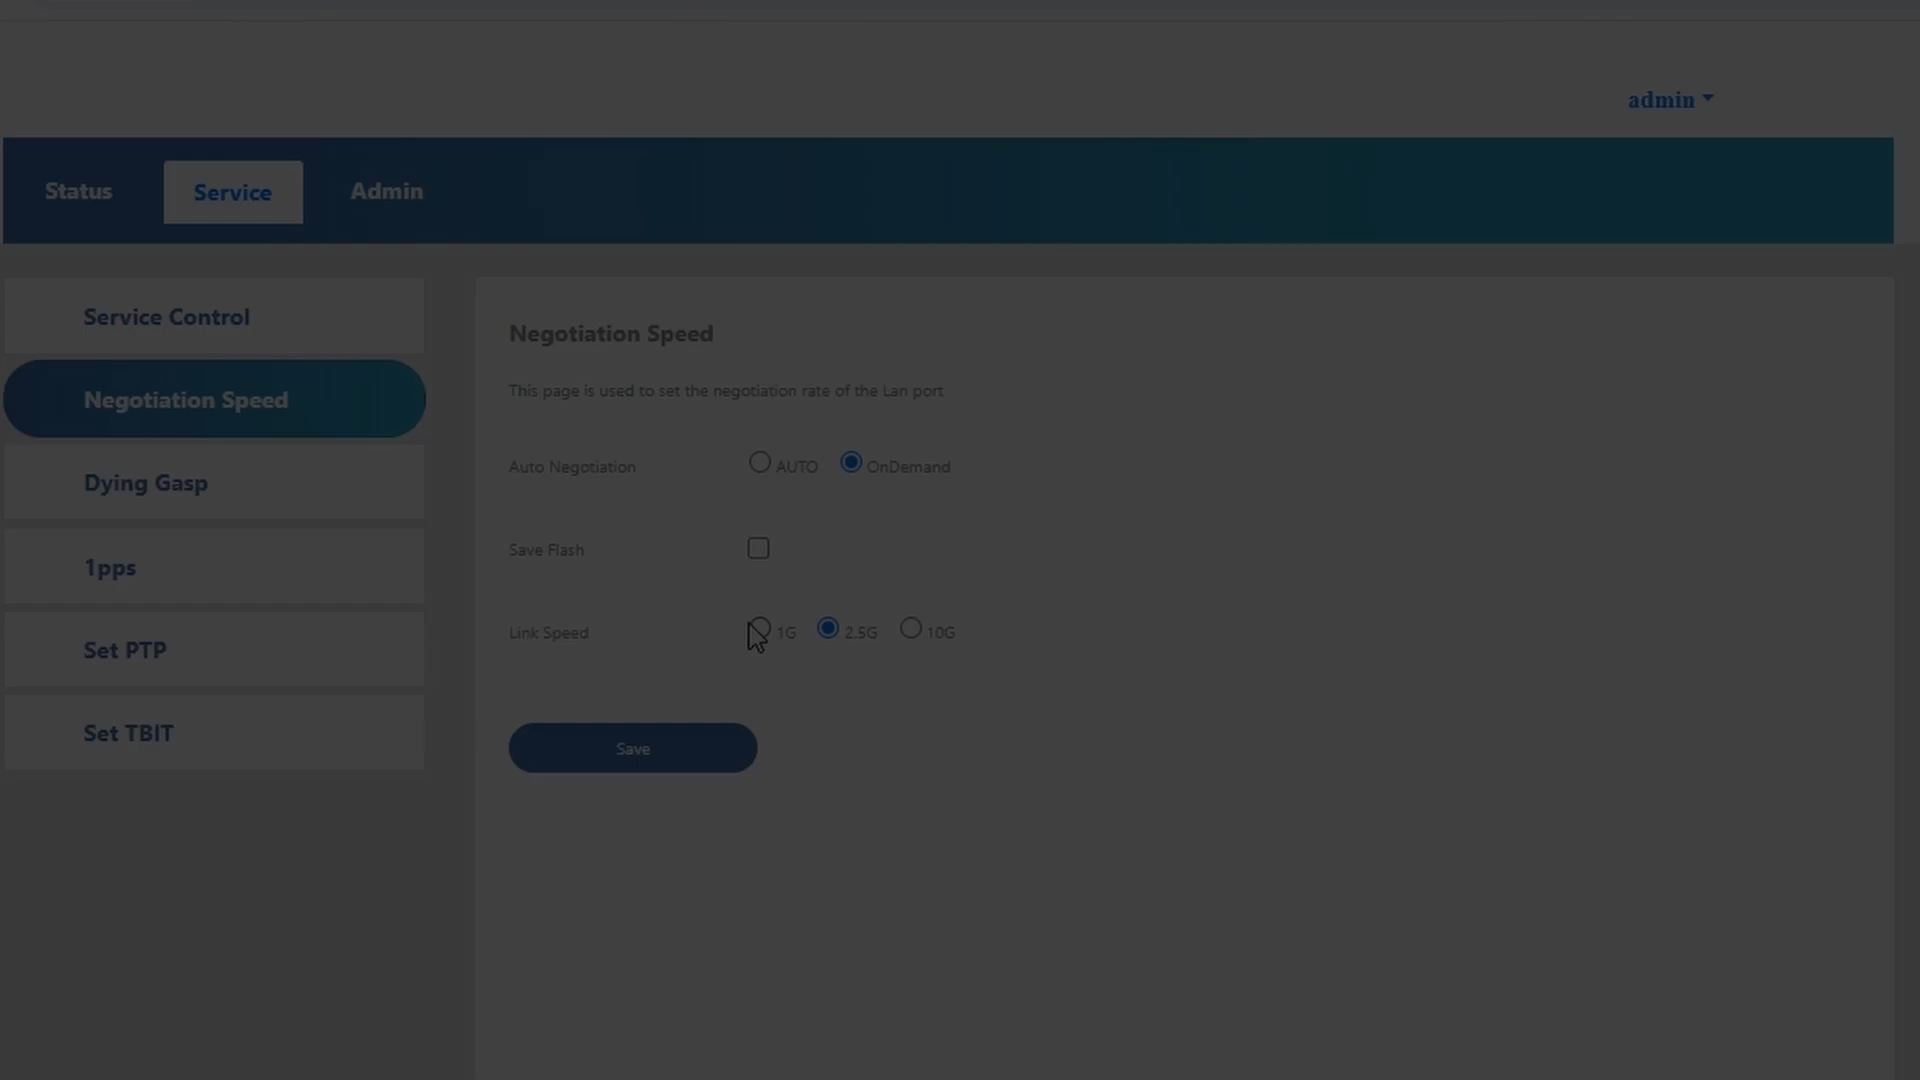 admin
Status Service Admin
Service Control
Negotiation Speed
Dying Gasp
1pps
Set PTP
Set TBIT
Negotiation Speed
This page is used to set the negotiation rate of the Lan port
Auto Negotiation AUTO OnDemand
Save Flash
Link Speed 1G 2.5G 10G
Save